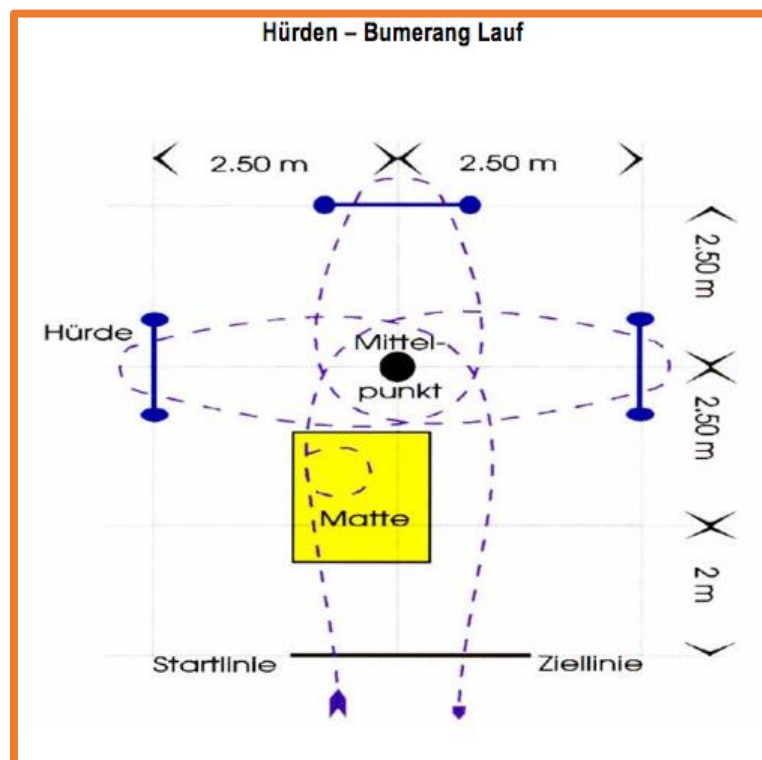 Hürden – Bumerang Lauf
2.50 m
2.50 m
2.50 m
Hürde
Mittel-
punkt
2.50 m
Matte
2 m
Startlinie
Ziellinie